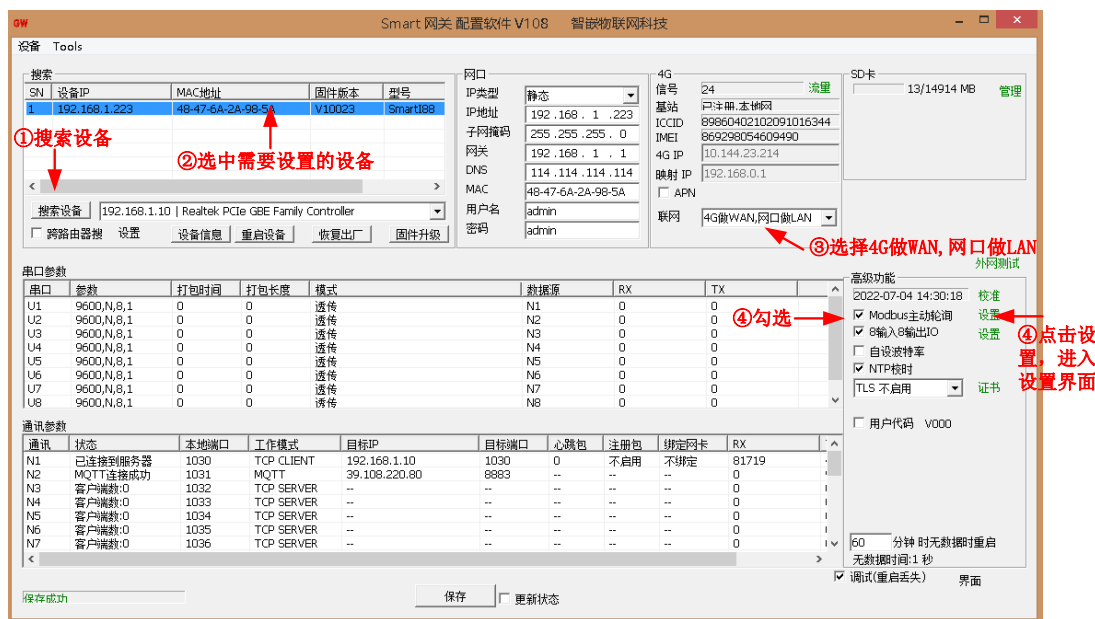 GW Smart 网关 配置软件 V108 智嵌物联网科技
设备 Tools
搜索
SN 设备IP MAC地址 固件版本 型号
1 192.168.1.223 48-47-6A-2A-98-5A V10023 SmartI88
①搜索设备
②选中需要设置的设备
搜索设备 192.168.1.10 | Realtek PCIe GBE Family Controller
跨路由器搜 设置 设备信息 重启设备 恢复出厂 固件升级
网口
IP类型 静态
IP地址 192 .168 . 1 .223
子网掩码 255 .255 .255 . 0
网关 192 .168 . 1 . 1
DNS 114 .114 .114 .114
MAC 48-47-6A-2A-98-5A
用户名 admin
密码 admin
4G
信号 24 流量
基站 已注册,本地网
ICCID 89860402102091016344
IMEI 869298054609490
4G IP 10.144.23.214
映射 IP 192.168.0.1
APN
联网 4G做WAN,网口做LAN
③选择4G做WAN,网口做LAN
SD卡
13/14914 MB 管理
外网测试
串口参数
串口 参数 打包时间 打包长度 模式 数据源 RX TX
U1 9600,N,8,1 0 0 透传 N1 0 0
U2 9600,N,8,1 0 0 透传 N2 0 0
U3 9600,N,8,1 0 0 透传 N3 0 0
U4 9600,N,8,1 0 0 透传 N4 0 0
U5 9600,N,8,1 0 0 透传 N5 0 0
U6 9600,N,8,1 0 0 透传 N6 0 0
U7 9600,N,8,1 0 0 透传 N7 0 0
U8 9600,N,8,1 0 0 透传 N8 0 0
高级功能
2022-07-04 14:30:18 校准
Modbus主动轮询 设置
8输入8输出IO 设置
自设波特率
NTP校时
TLS 不启用 证书
用户代码 V000
④勾选
④点击设
置，进入
设置界面
通讯参数
通讯 状态 本地端口 工作模式 目标IP 目标端口 心跳包 注册包 绑定网卡 RX
N1 已连接到服务器 1030 TCP CLIENT 192.168.1.10 1030 0 不启用 不绑定 81719
N2 MQTT连接成功 1031 MQTT 39.108.220.80 8883 -- -- -- 0
N3 客户端数:0 1032 TCP SERVER -- -- -- -- -- 0
N4 客户端数:0 1033 TCP SERVER -- -- -- -- -- 0
N5 客户端数:0 1034 TCP SERVER -- -- -- -- -- 0
N6 客户端数:0 1035 TCP SERVER -- -- -- -- -- 0
N7 客户端数:0 1036 TCP SERVER -- -- -- -- -- 0
60 分钟 时无数据时重启
无数据时间:1 秒
调试(重启丢失) 界面
保存成功 保存 更新状态